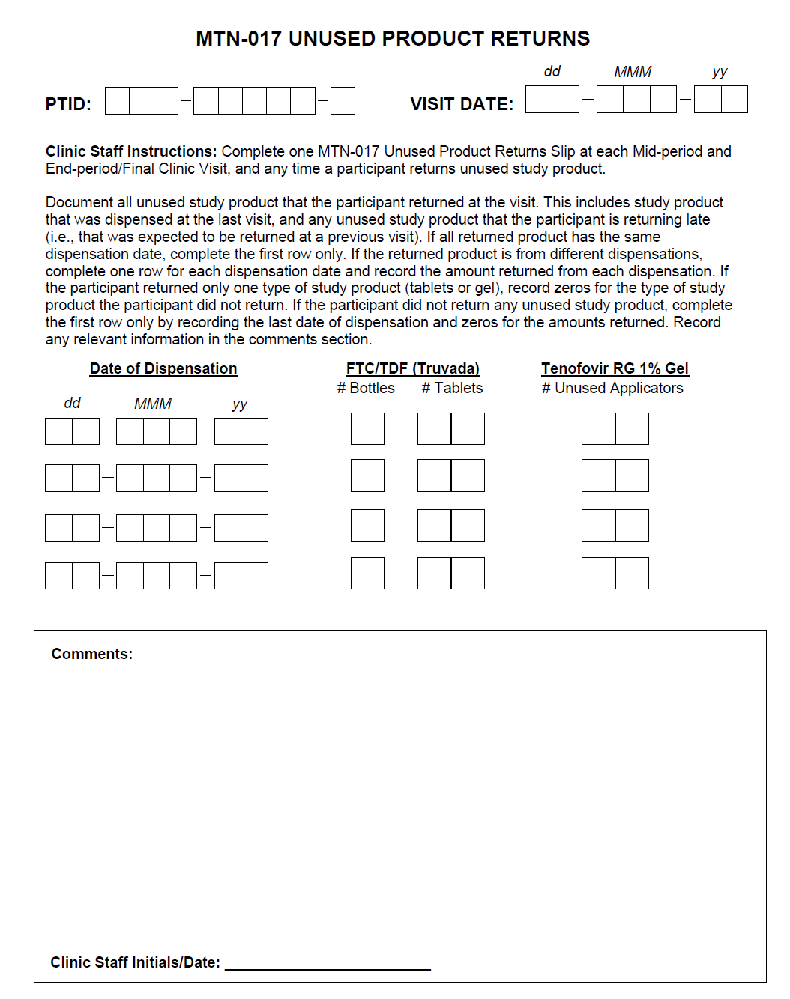 MTN-017 UNUSED PRODUCT RETURNS
dd MMM yy
PTID: – – VISIT DATE: – –
Clinic Staff Instructions: Complete one MTN-017 Unused Product Returns Slip at each Mid-period and
End-period/Final Clinic Visit, and any time a participant returns unused study product.
Document all unused study product that the participant returned at the visit. This includes study product
that was dispensed at the last visit, and any unused study product that the participant is returning late
(i.e., that was expected to be returned at a previous visit). If all returned product has the same
dispensation date, complete the first row only. If the returned product is from different dispensations,
complete one row for each dispensation date and record the amount returned from each dispensation. If
the participant returned only one type of study product (tablets or gel), record zeros for the type of study
product the participant did not return. If the participant did not return any unused study product, complete
the first row only by recording the last date of dispensation and zeros for the amounts returned. Record
any relevant information in the comments section.
Date of Dispensation FTC/TDF (Truvada) Tenofovir RG 1% Gel
# Bottles # Tablets # Unused Applicators
dd MMM yy
– –
– –
– –
– –
Comments:
Clinic Staff Initials/Date: _________________________